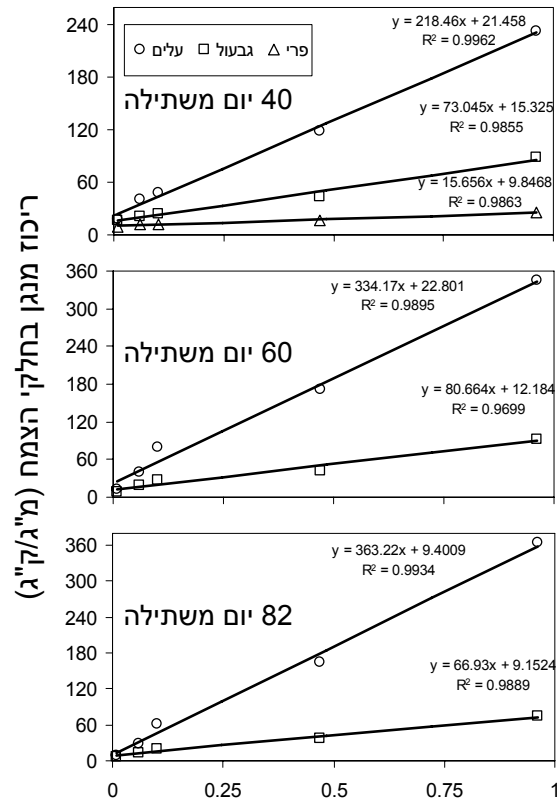 ריכוז מנגן בחלקי הצמח (מ"ג/ק"ג)
עלים גבעול פרי
40 יום משתילה
y = 218.46x + 21.458
R² = 0.9962
y = 73.045x + 15.325
R² = 0.9855
y = 15.656x + 9.8468
R² = 0.9863
240
180
120
60
0
60 יום משתילה
y = 334.17x + 22.801
R² = 0.9895
y = 80.664x + 12.184
R² = 0.9699
360
300
240
180
120
60
0
82 יום משתילה
y = 363.22x + 9.4009
R² = 0.9934
y = 66.93x + 9.1524
R² = 0.9889
360
300
240
180
120
60
0
0 0.25 0.5 0.75 1